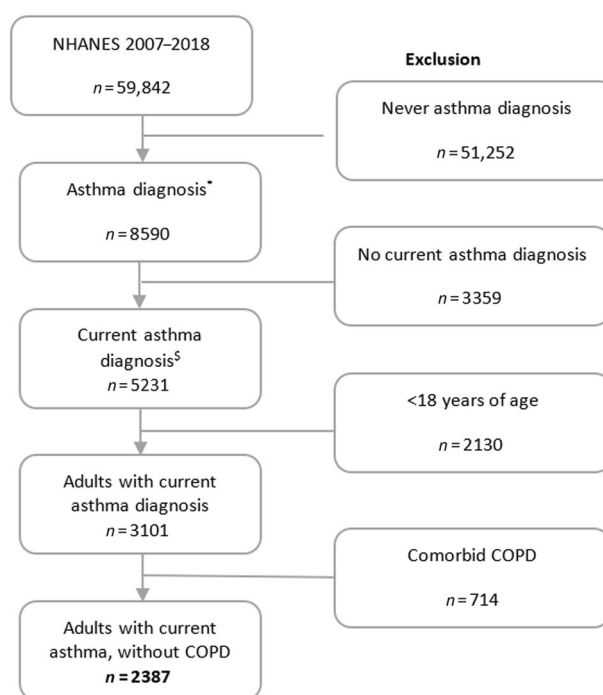 NHANES 2007–2018
n=59,842
Exclusion
Never asthma diagnosis
n=51,252
Asthma diagnosis*
n=8590
No current asthma diagnosis
n=3359
Current asthma
diagnosis$
n=5231
<18 years of age
n=2130
Adults with current
asthma diagnosis
n=3101
Comorbid COPD
n=714
Adults with current
asthma, without COPD
n=2387